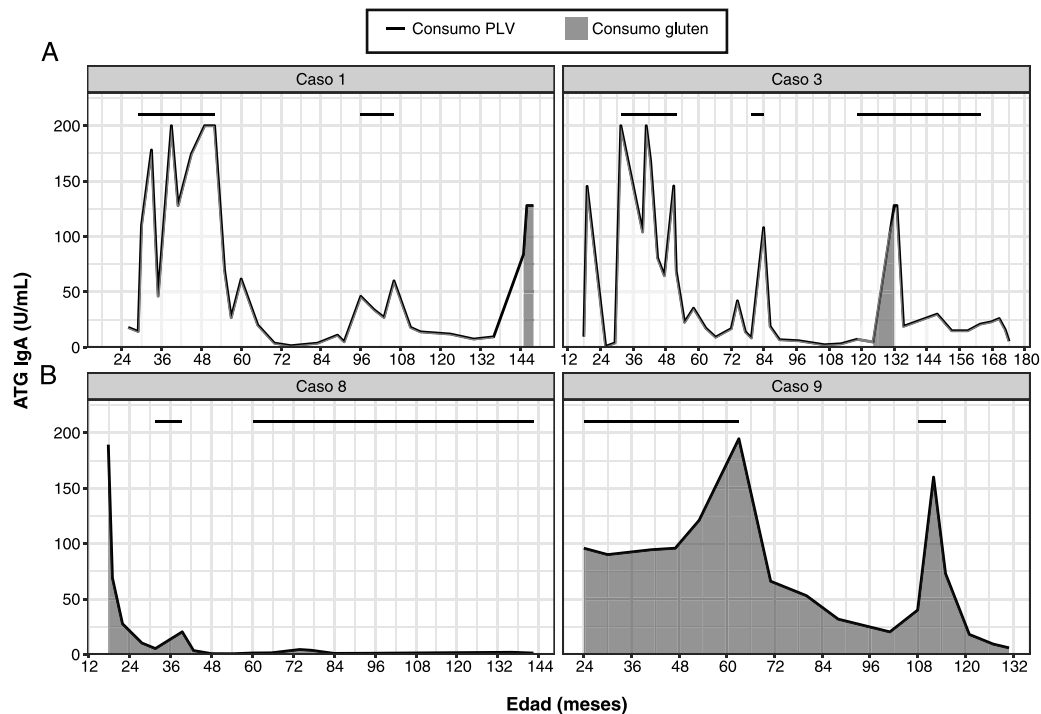 Consumo PLV Consumo gluten
A
Caso 1 Caso 3
200
150
100
50
0
24 36 48 60 72 84 96 108 120 132 144 12 24 36 48 60 72 84 96 108 120 132 144 156 168 180
ATG IgA (U/mL)
B
Caso 8 Caso 9
200
150
100
50
0
12 24 36 48 60 72 84 96 108 120 132 144 24 36 48 60 72 84 96 108 120 132
Edad (meses)